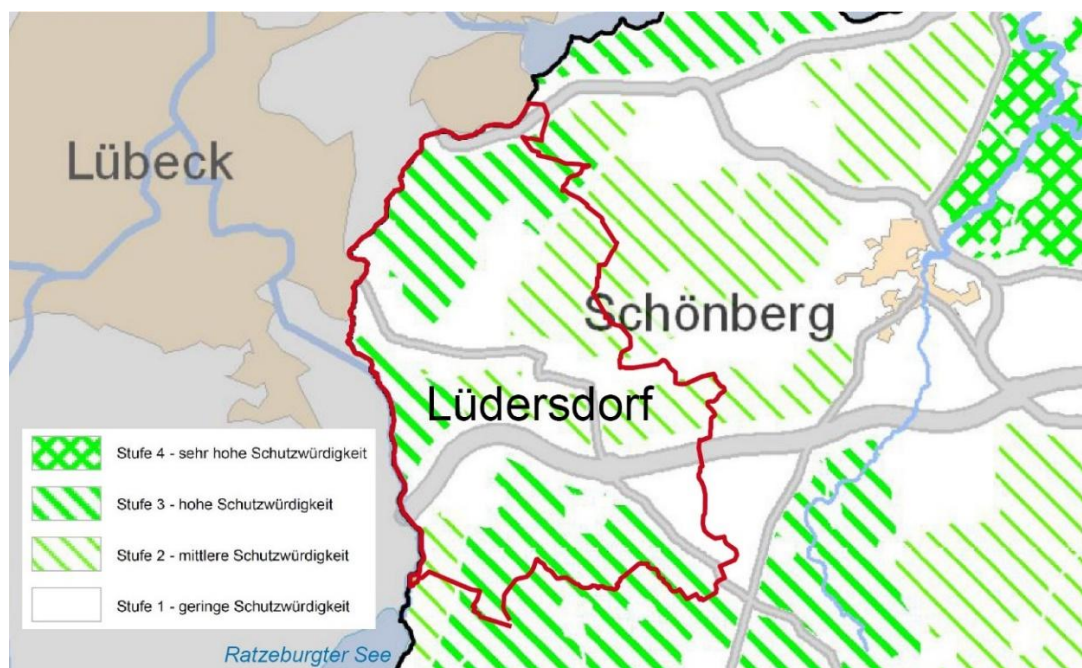 Lübeck
Schönberg
Lüdersdorf
Stufe 4 - sehr hohe Schutzwürdigkeit
Stufe 3 - hohe Schutzwürdigkeit
Stufe 2 - mittlere Schutzwürdigkeit
Stufe 1 - geringe Schutzwürdigkeit
Ratzeburgter See